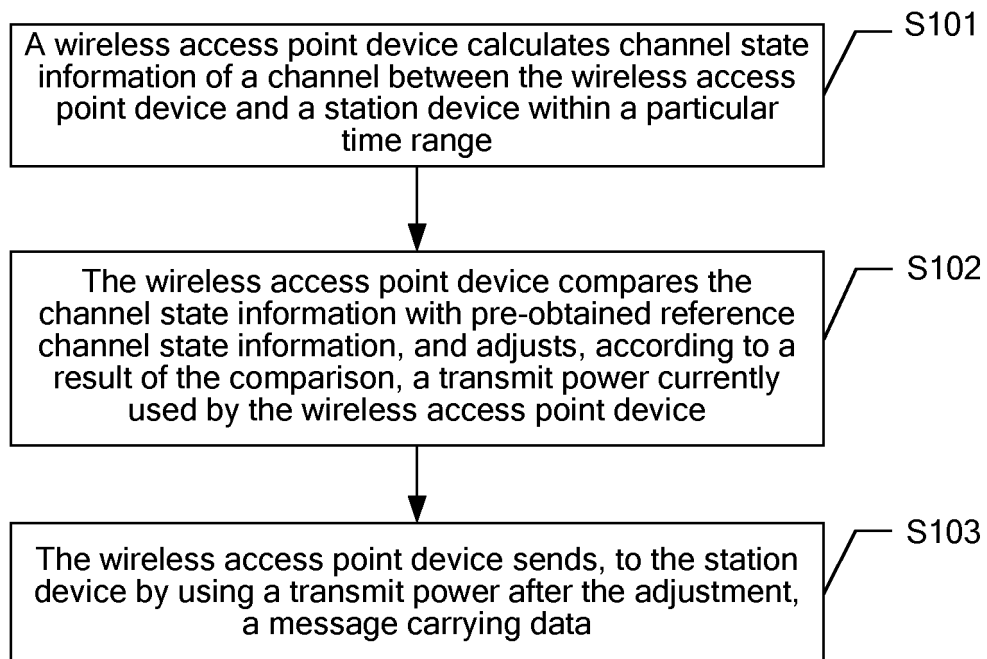 S101
A wireless access point device calculates channel state
information of a channel between the wireless access
point device and a station device within a particular
time range
S102
The wireless access point device compares the
channel state information with pre-obtained reference
channel state information, and adjusts, according to a
result of the comparison, a transmit power currently
used by the wireless access point device
S103
The wireless access point device sends, to the station
device by using a transmit power after the adjustment,
a message carrying data